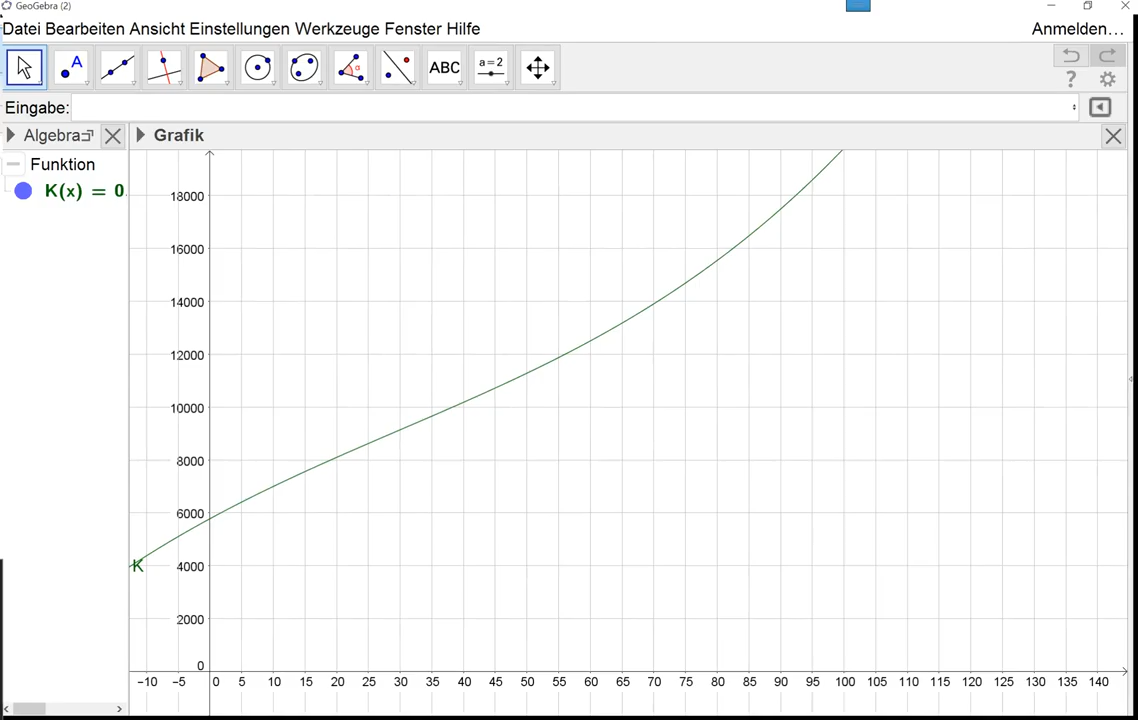 GeoGebra (2)
Datei Bearbeiten Ansicht Einstellungen Werkzeuge Fenster Hilfe
Anmelden…
A
ABC
a = 2
?
Eingabe:
Algebra
Grafik
Funktion
K(x) = 0.
18000
16000
14000
12000
10000
8000
6000
4000
2000
0
K
−10 −5 0 5 10 15 20 25 30 35 40 45 50 55 60 65 70 75 80 85 90 95 100 105 110 115 120 125 130 135 140